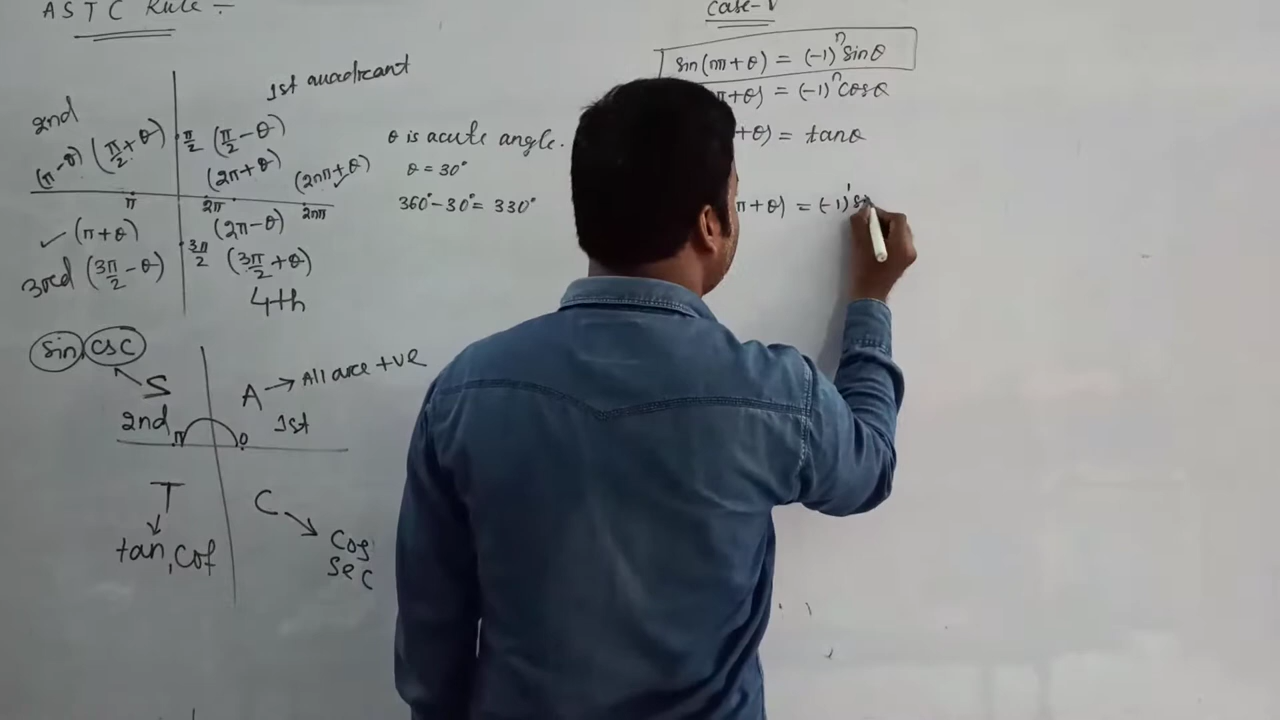 ASTC Rule :-
1st quadrant
2nd
(π-θ) (π/2+θ) π/2 (π/2-θ)
(2π+θ) (2nπ+θ) ✓
π 2π 2nπ
✓ (π+θ) (2π-θ)
3rd (3π/2-θ) 3π/2 (3π/2+θ)
4th
θ is acute angle.
θ = 30°
360°-30° = 330°
sin, csc
S A → All are +ve
2nd π 0 1st
T C
tan, cot
Cos
Sec
Case-V
sin(nπ+θ) = (-1)ⁿ sinθ
π+θ) = (-1)ⁿ cosθ
+θ) = tanθ
π+θ) = (-1)¹ si